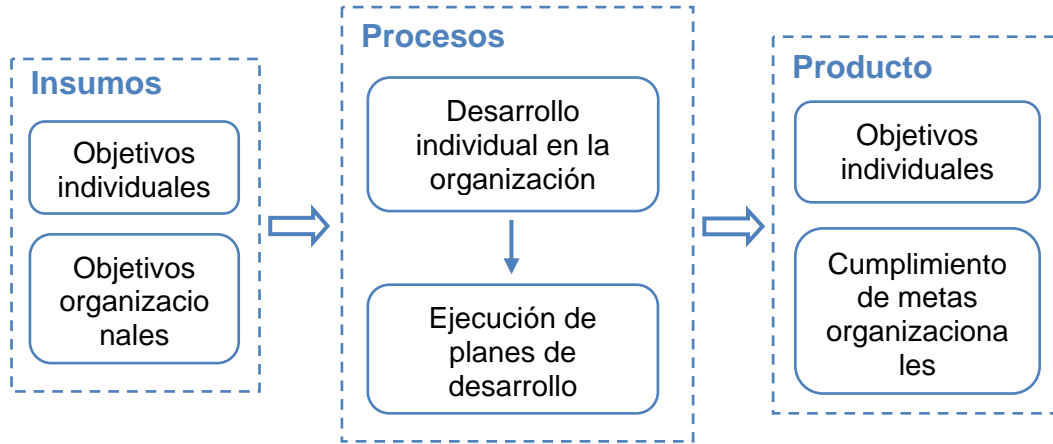 Insumos
Objetivos
individuales
Objetivos
organizacio
nales
Procesos
Desarrollo
individual en la
organización
Ejecución de
planes de
desarrollo
Producto
Objetivos
individuales
Cumplimiento
de metas
organizaciona
les